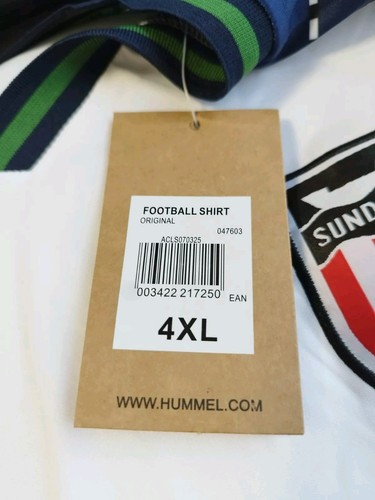 FOOTBALL SHIRT
ORIGINAL
047603
ACLS070325
003422 217250 EAN
4XL
WWW.HUMMEL.COM
SUND